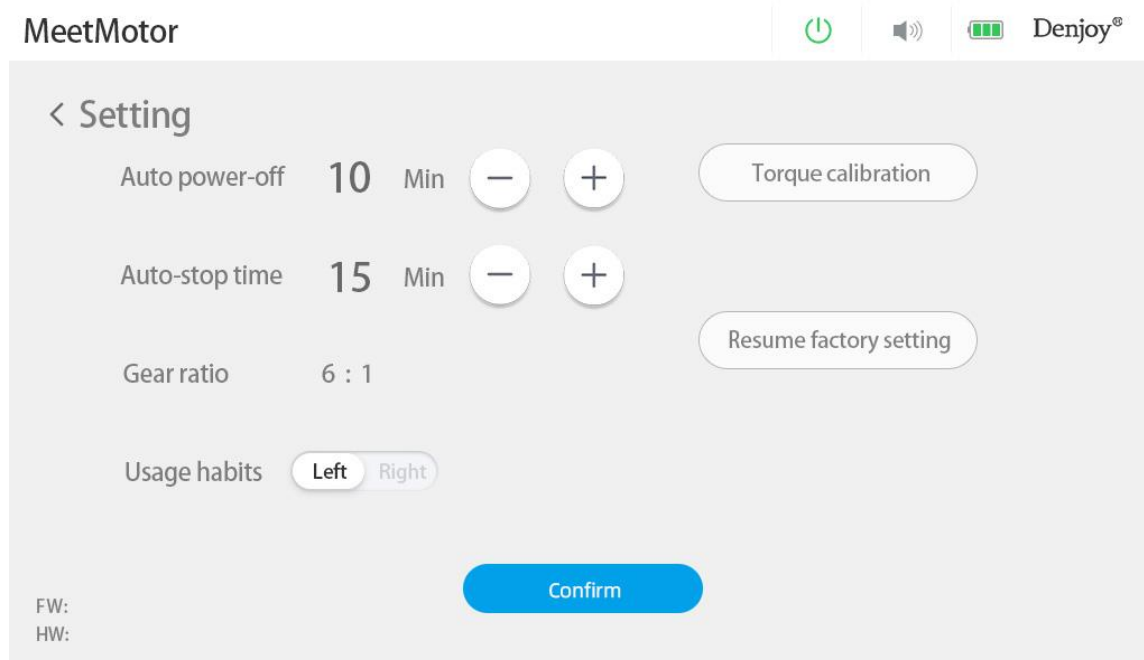 MeetMotor Denjoy®
< Setting
Auto power-off 10 Min − +
Torque calibration
Auto-stop time 15 Min − +
Resume factory setting
Gear ratio 6 : 1
Usage habits Left Right
Confirm
FW:
HW: